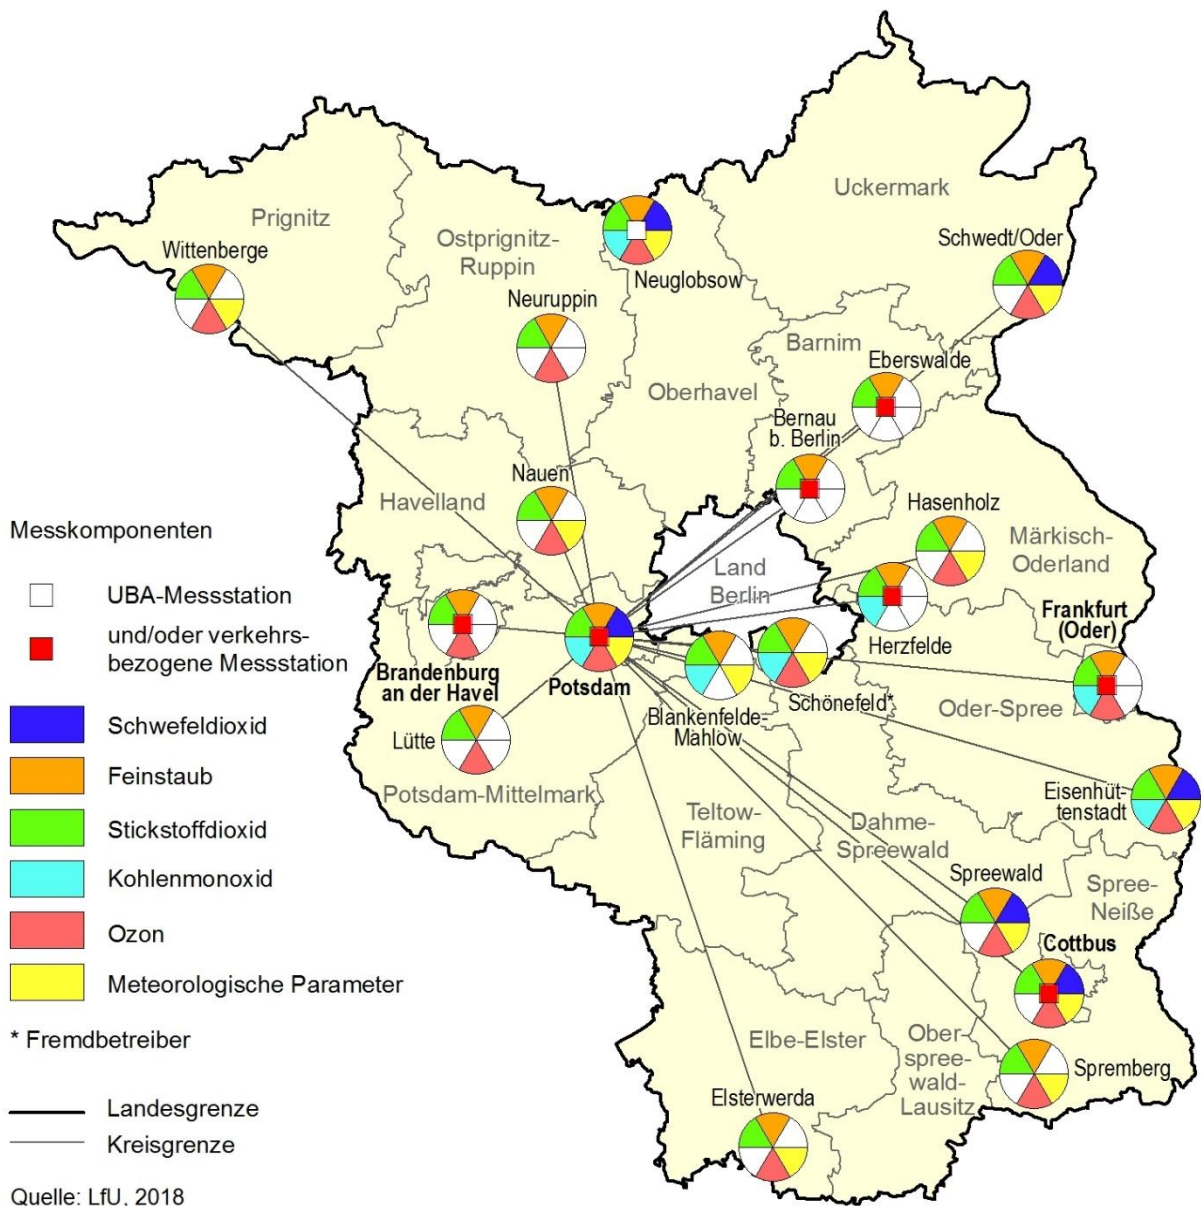 Uckermark
Prignitz
Wittenberge
Ostprignitz-
Ruppin
Neuglobsow
Schwedt/Oder
Neuruppin
Barnim
Eberswalde
Oberhavel
Bernau
b. Berlin
Nauen
Havelland
Hasenholz
Märkisch-
Oderland
Land
Berlin
Herzfelde
Frankfurt
(Oder)
Brandenburg
an der Havel
Potsdam
Schönefeld*
Blankenfelde-
Mahlow
Oder-Spree
Lütte
Potsdam-Mittelmark
Eisenhüt-
tenstadt
Teltow-
Fläming
Dahme-
Spreewald
Spreewald
Spree-
Neiße
Cottbus
Elbe-Elster
Ober-
spree-
wald-
Lausitz
Spremberg
Elsterwerda
Messkomponenten
UBA-Messstation
und/oder verkehrs-
bezogene Messstation
Schwefeldioxid
Feinstaub
Stickstoffdioxid
Kohlenmonoxid
Ozon
Meteorologische Parameter
* Fremdbetreiber
Landesgrenze
Kreisgrenze
Quelle: LfU, 2018